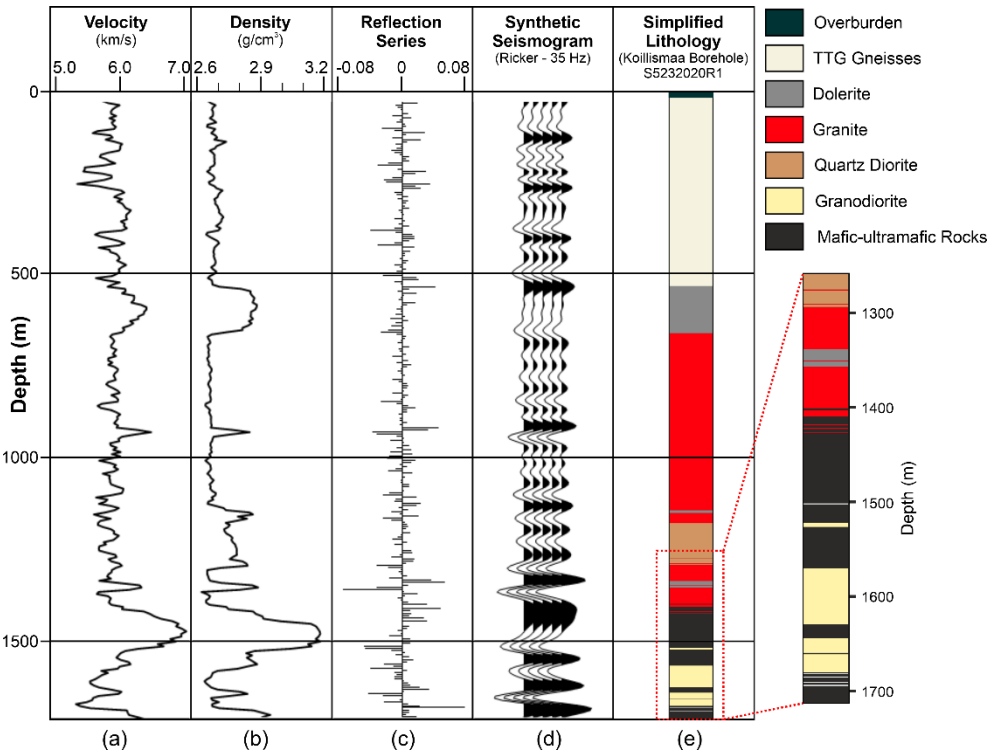 Velocity
(km/s)
5.0 6.0 7.0
Density
(g/cm³)
2.6 2.9 3.2
Reflection
Series
-0.08 0 0.08
Synthetic
Seismogram
(Ricker - 35 Hz)
Simplified
Lithology
(Koillismaa Borehole)
S5232020R1
Overburden
TTG Gneisses
Dolerite
Granite
Quartz Diorite
Granodiorite
Mafic-ultramafic Rocks
Depth (m)
0
500
1000
1500
1300
1400
1500
1600
1700
Depth (m)
(a) (b) (c) (d) (e)